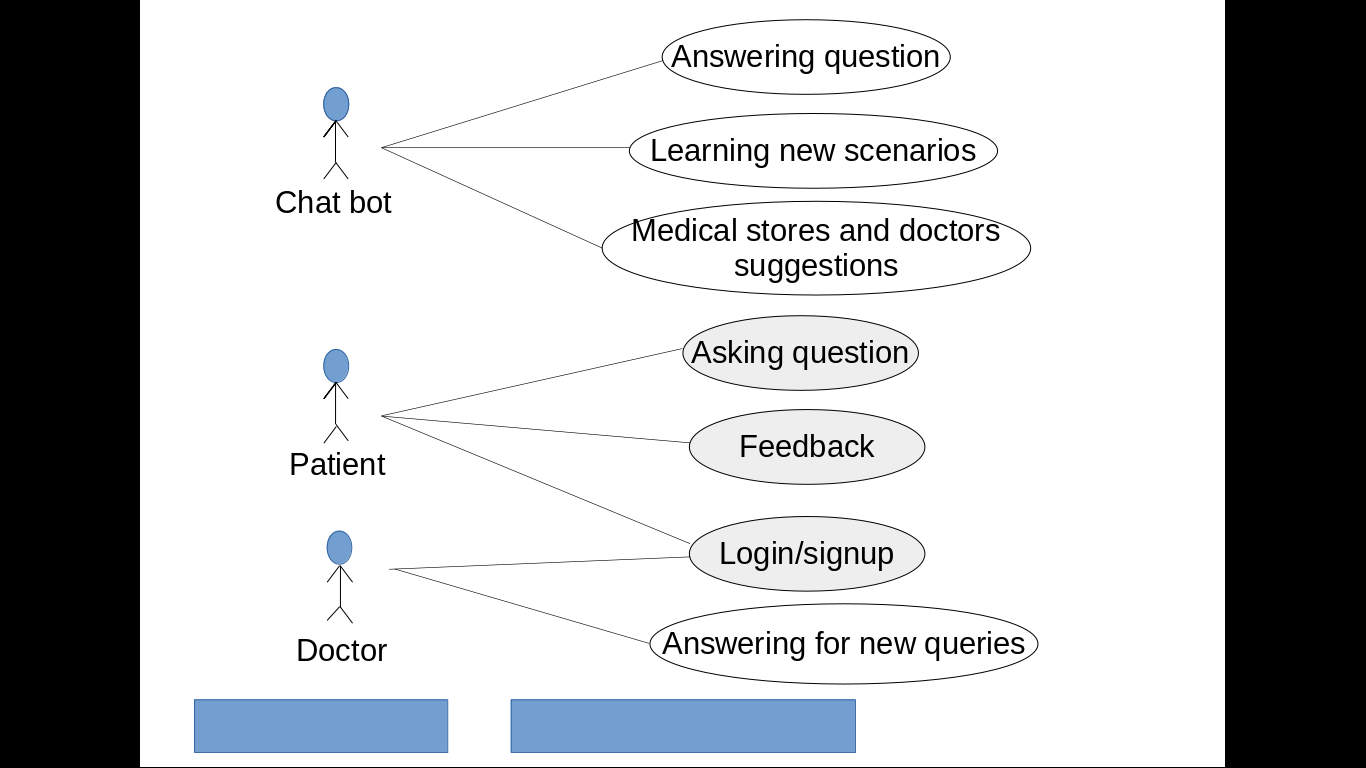 Answering question
Learning new scenarios
Chat bot
Medical stores and doctors
suggestions
Asking question
Feedback
Patient
Login/signup
Answering for new queries
Doctor